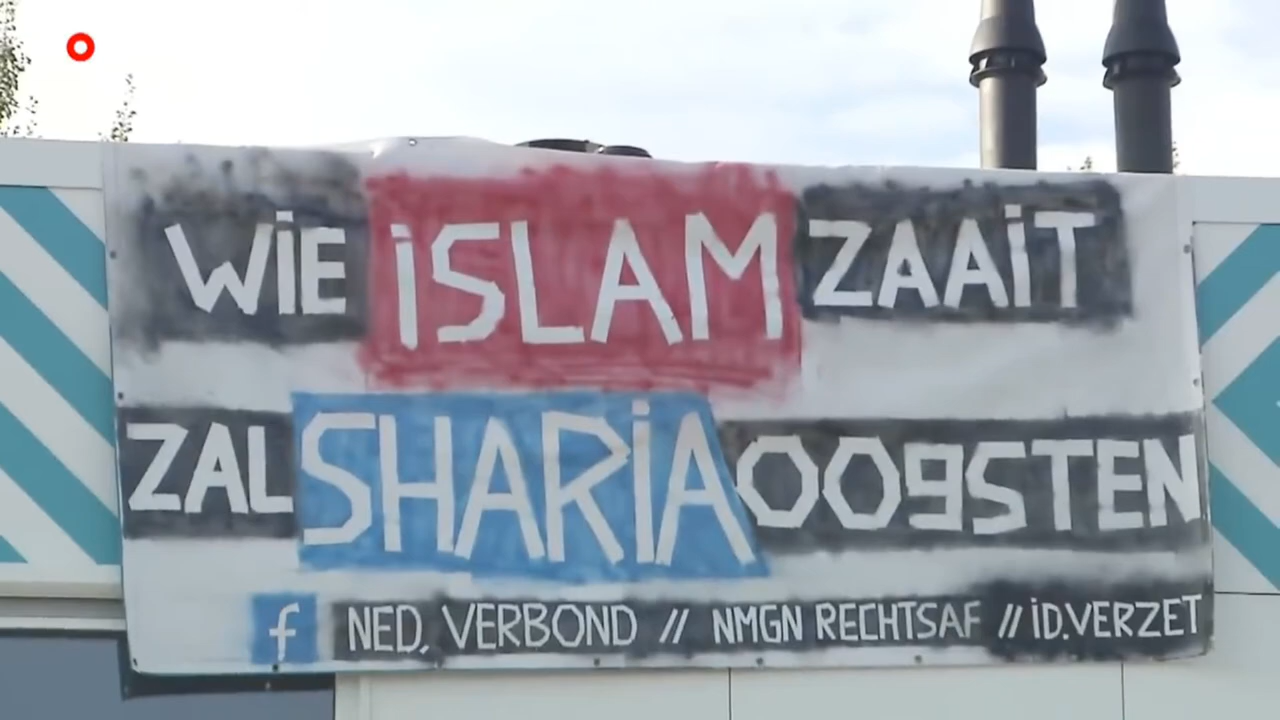 WiE iSLAM ZAAiT
ZAL SHARiA OOgSTEN
f NED. VERBOND // NMGN RECHTSAF // iD.VERZET